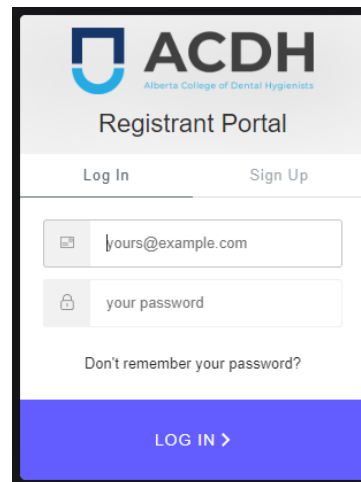 ACDH
Alberta College of Dental Hygienists
Registrant Portal
Log In Sign Up
yours@example.com
your password
Don't remember your password?
LOG IN >